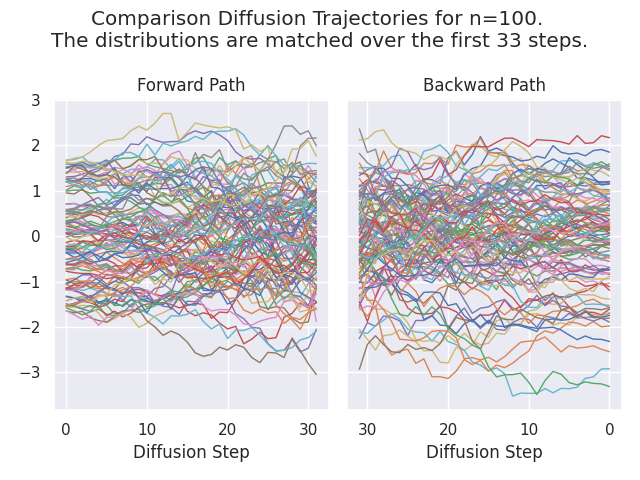 Comparison Diffusion Trajectories for n=100.
The distributions are matched over the first 33 steps.
Forward Path
Backward Path
3
2
1
0
−1
−2
−3
0 10 20 30
30 20 10 0
Diffusion Step
Diffusion Step